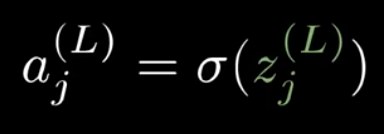 a_j^{(L)} = σ(z_j^{(L)})